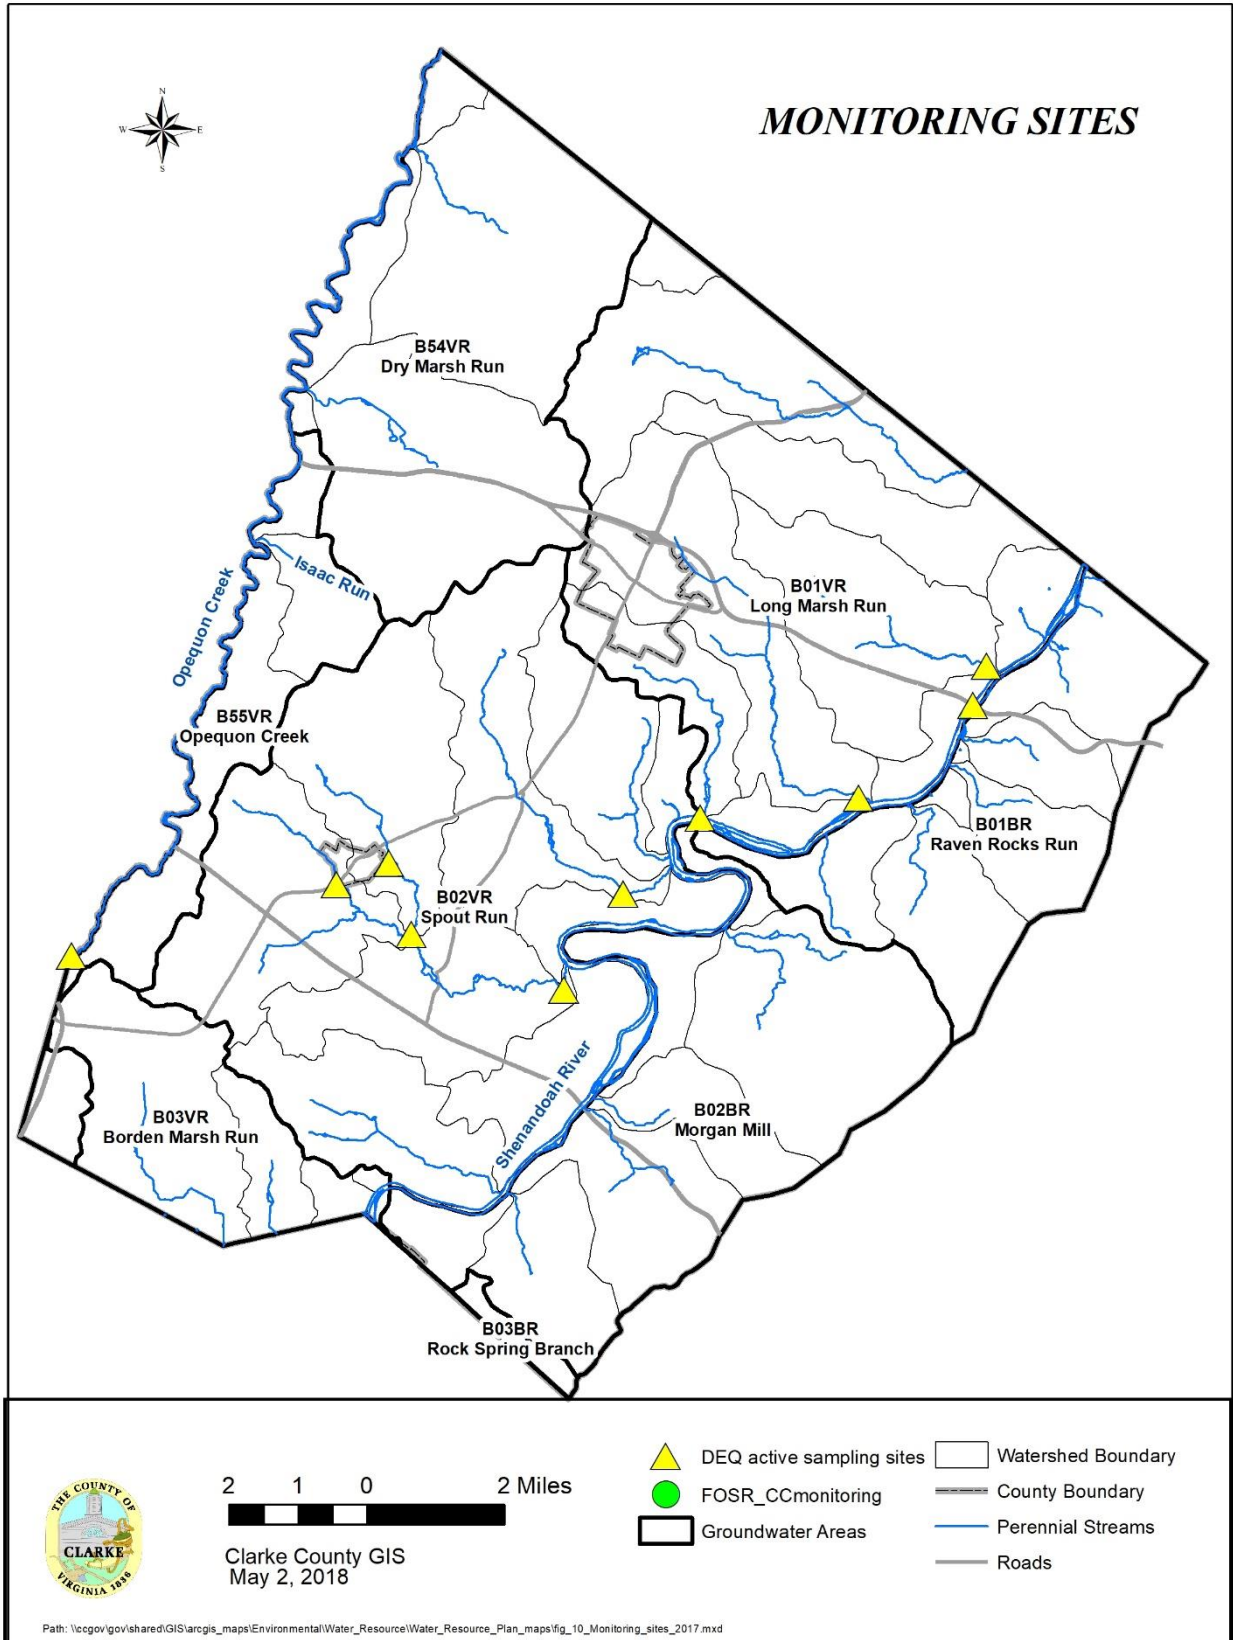 MONITORING SITES
N
W
E
S
B54VR
Dry Marsh Run
Isaac Run
Opequon Creek
B01VR
Long Marsh Run
B55VR
Opequon Creek
B01BR
Raven Rocks Run
B02VR
Spout Run
Shenandoah River
B03VR
Borden Marsh Run
B02BR
Morgan Mill
B03BR
Rock Spring Branch
THE COUNTY OF
CLARKE
VIRGINIA 1836
2 1 0 2 Miles
Clarke County GIS
May 2, 2018
DEQ active sampling sites
FOSR_CCmonitoring
Groundwater Areas
Watershed Boundary
County Boundary
Perennial Streams
Roads
Path: \\ccgov\gov\shared\GIS\arcgis_maps\Environmental\Water_Resource\Water_Resource_Plan_maps\fig_10_Monitoring_sites_2017.mxd